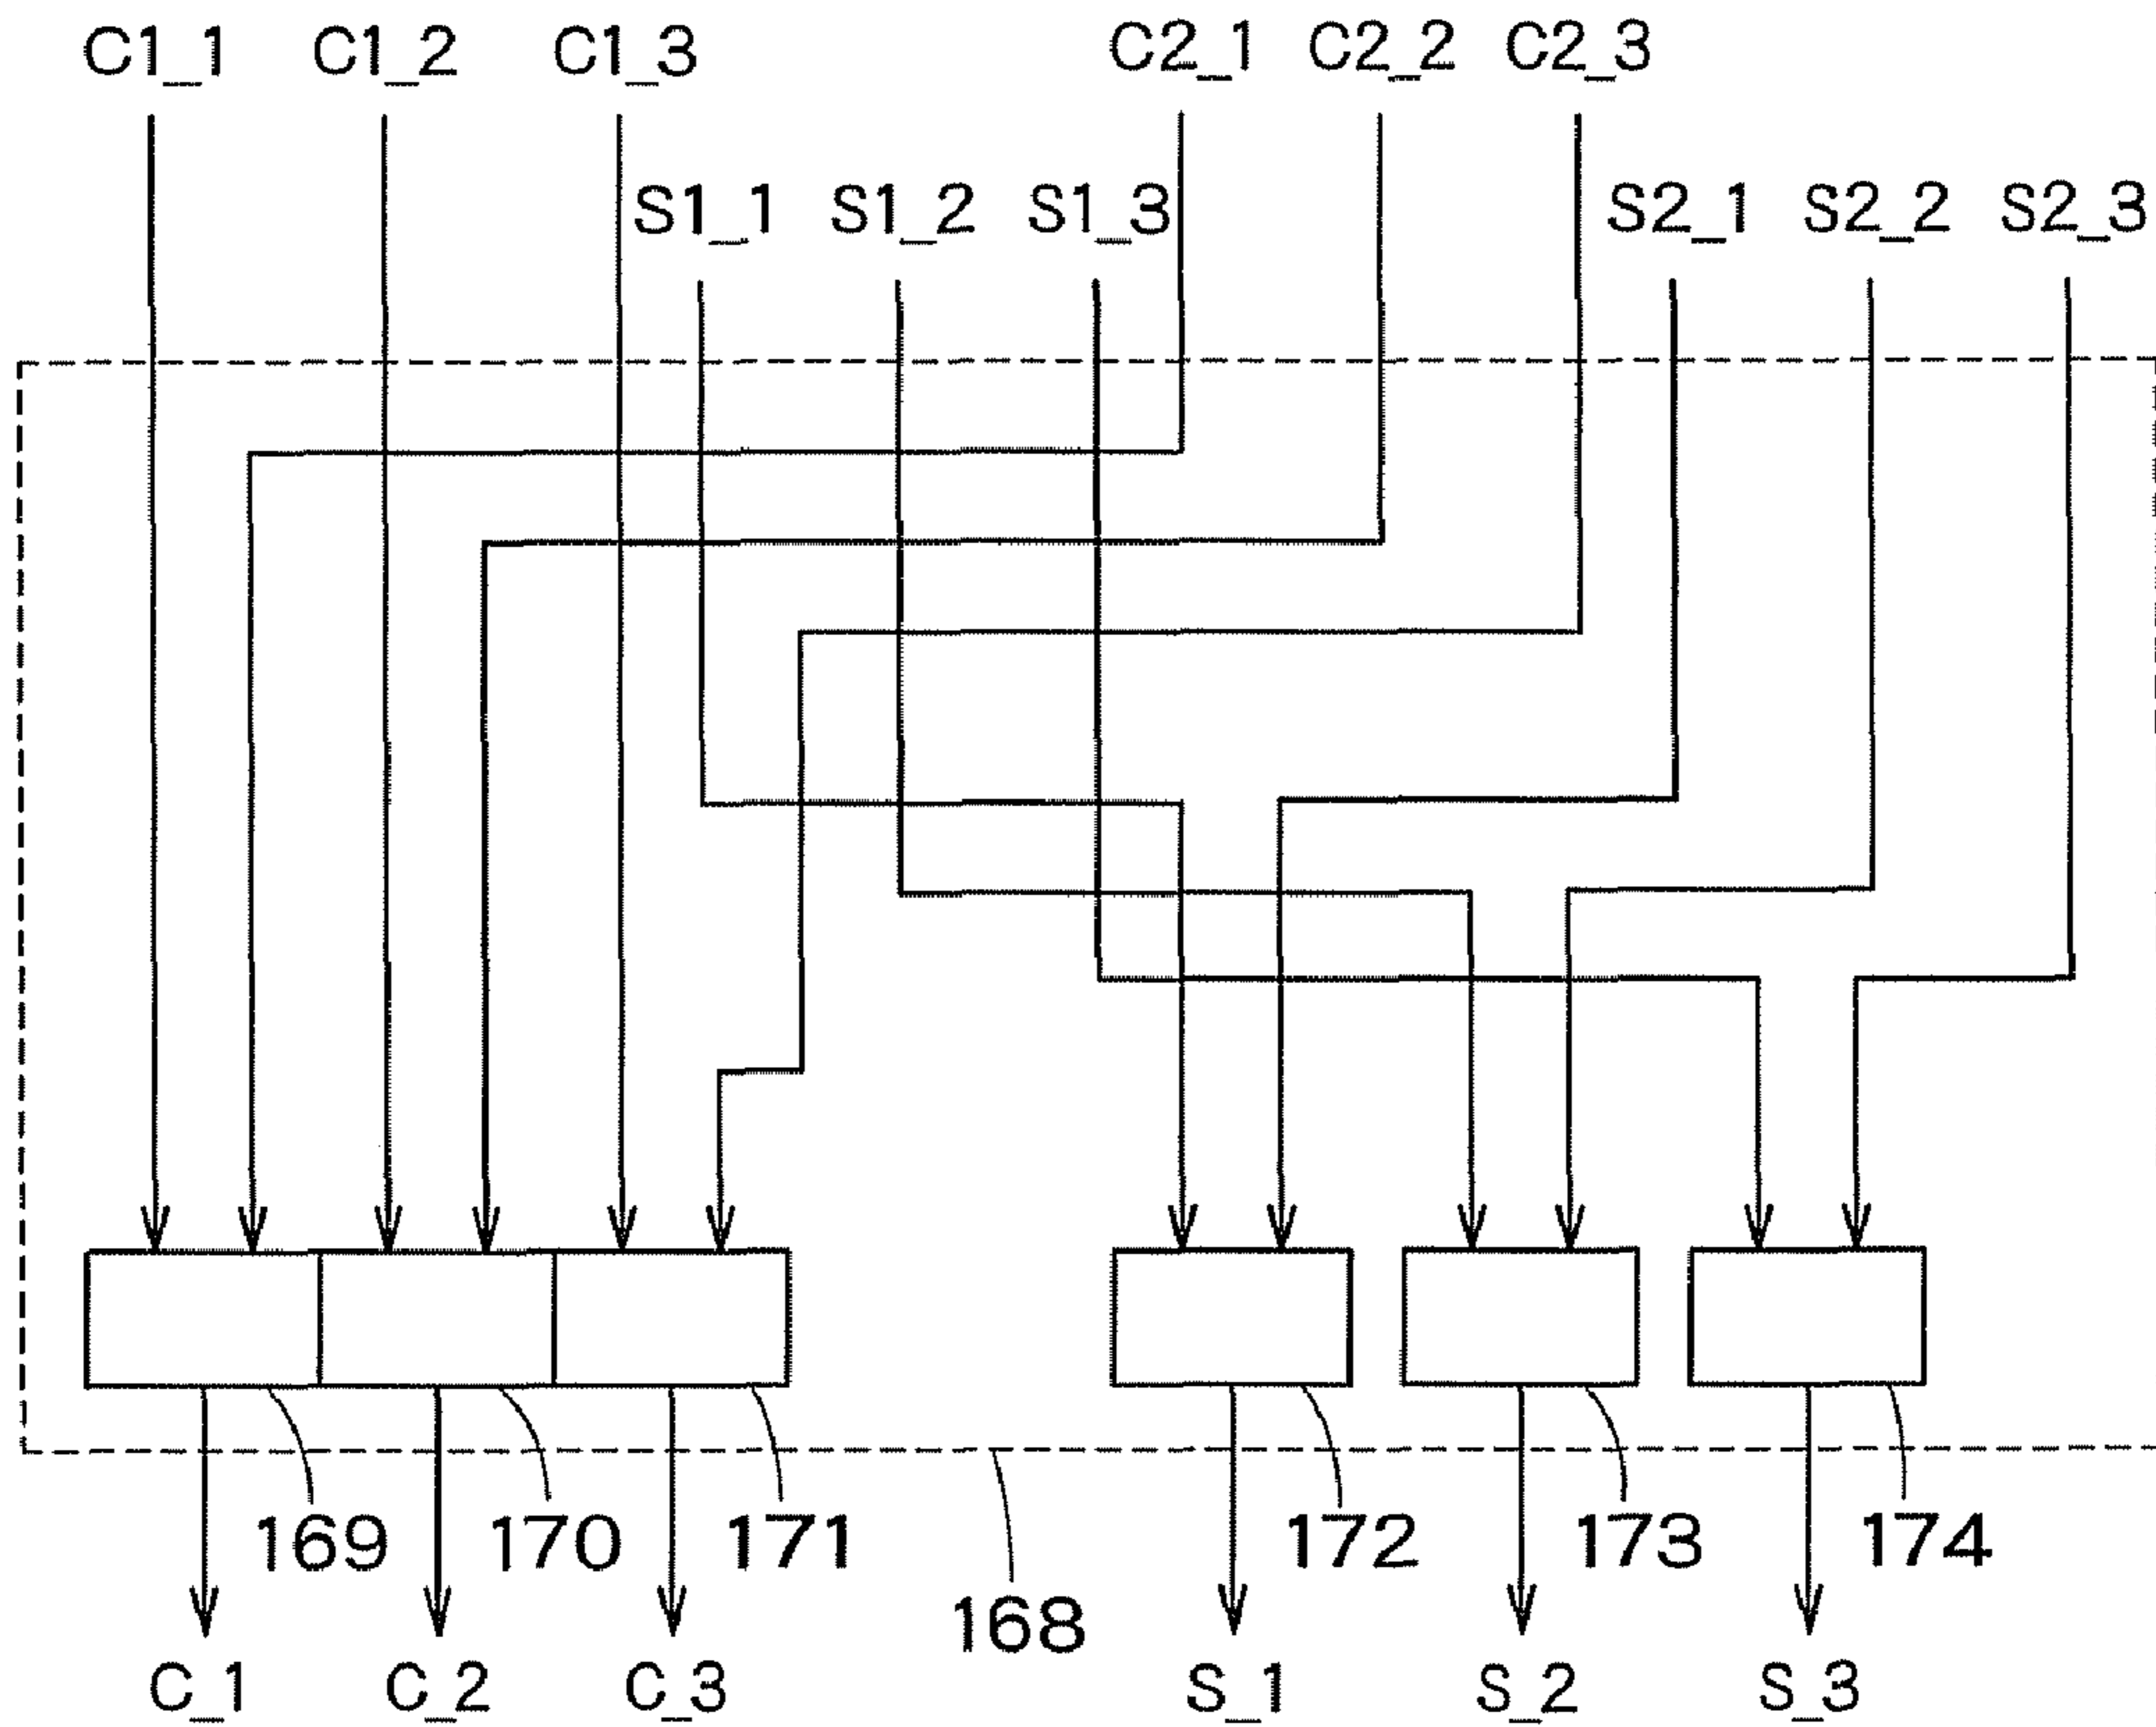 C1_1 C1_2 C1_3 C2_1 C2_2 C2_3
S1_1 S1_2 S1_3 S2_1 S2_2 S2_3
169 170 171 172 173 174
168
C_1 C_2 C_3 S_1 S_2 S_3